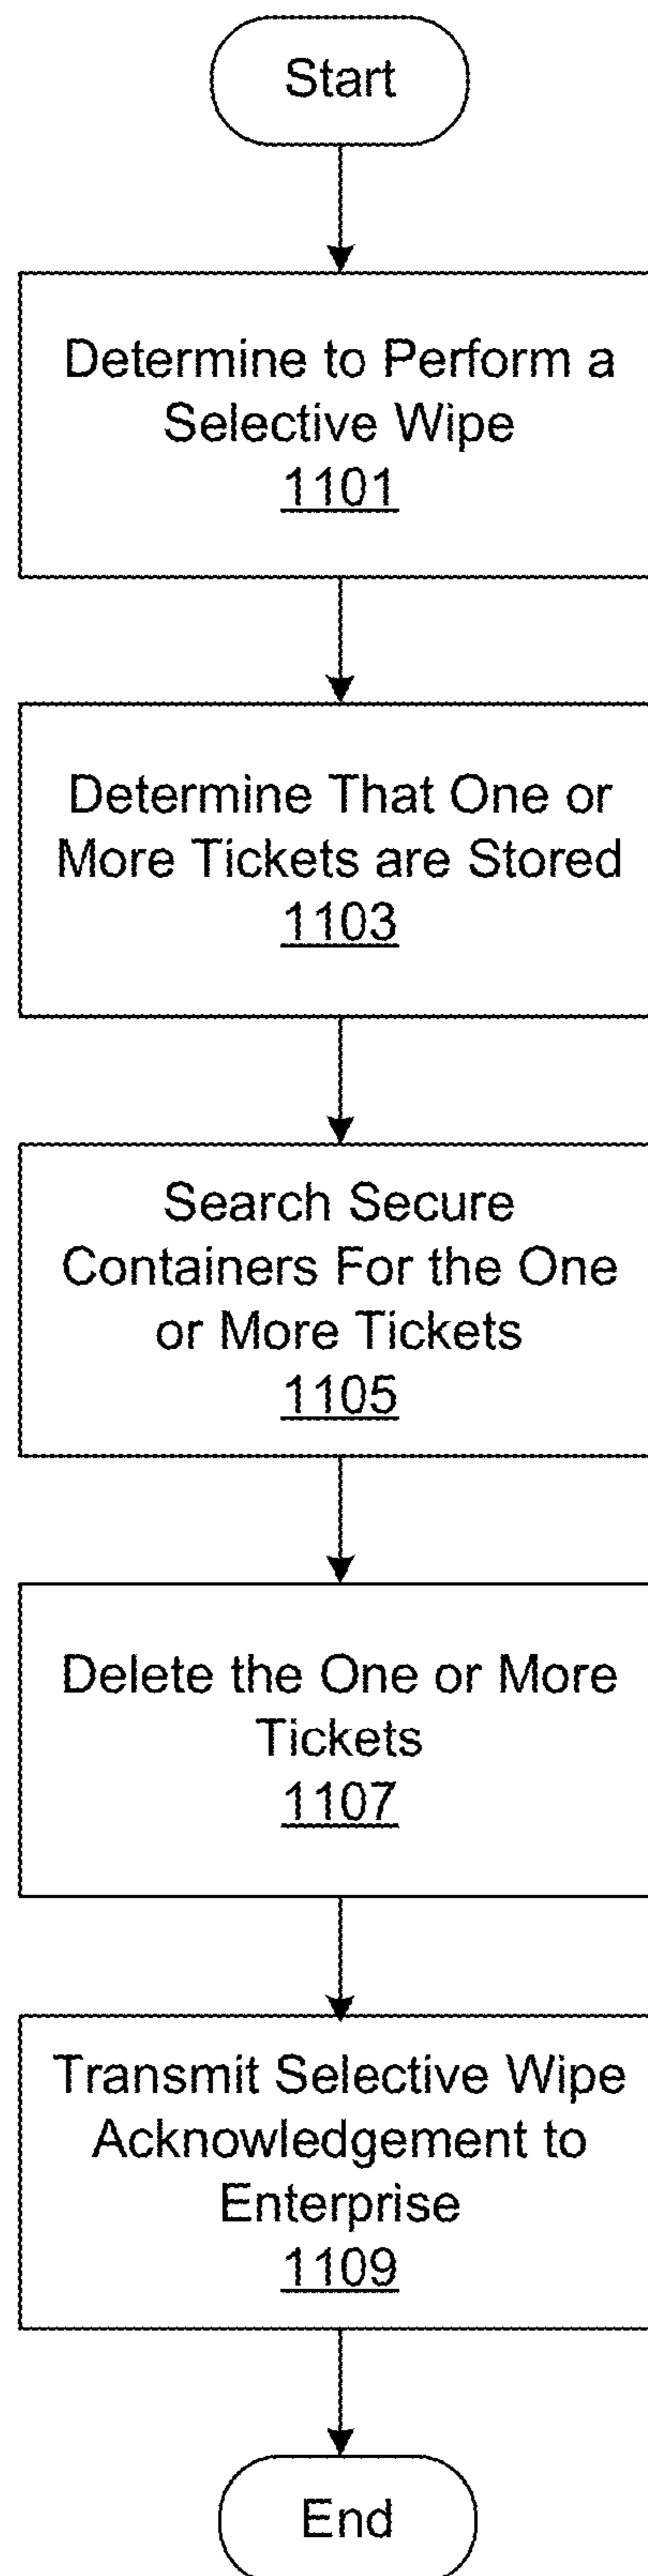 Start
Determine to Perform a
Selective Wipe
1101
Determine That One or
More Tickets are Stored
1103
Search Secure
Containers For the One
or More Tickets
1105
Delete the One or More
Tickets
1107
Transmit Selective Wipe
Acknowledgement to
Enterprise
1109
End